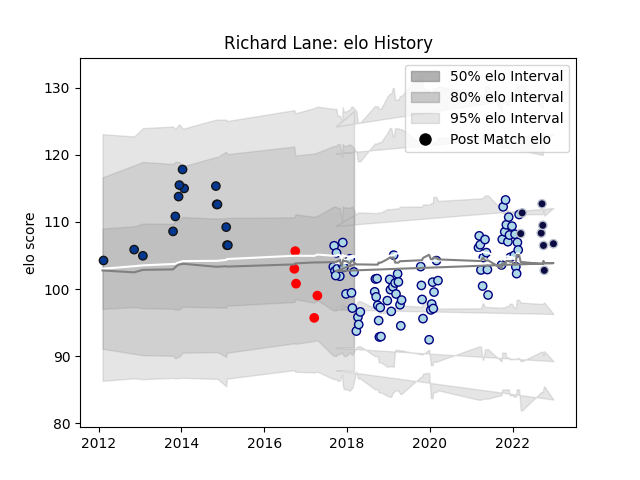 Richard Lane: elo History
50% elo Interval
80% elo Interval
95% elo Interval
Post Match elo
elo score
130
120
110
100
90
80
2012
2014
2016
2018
2020
2022